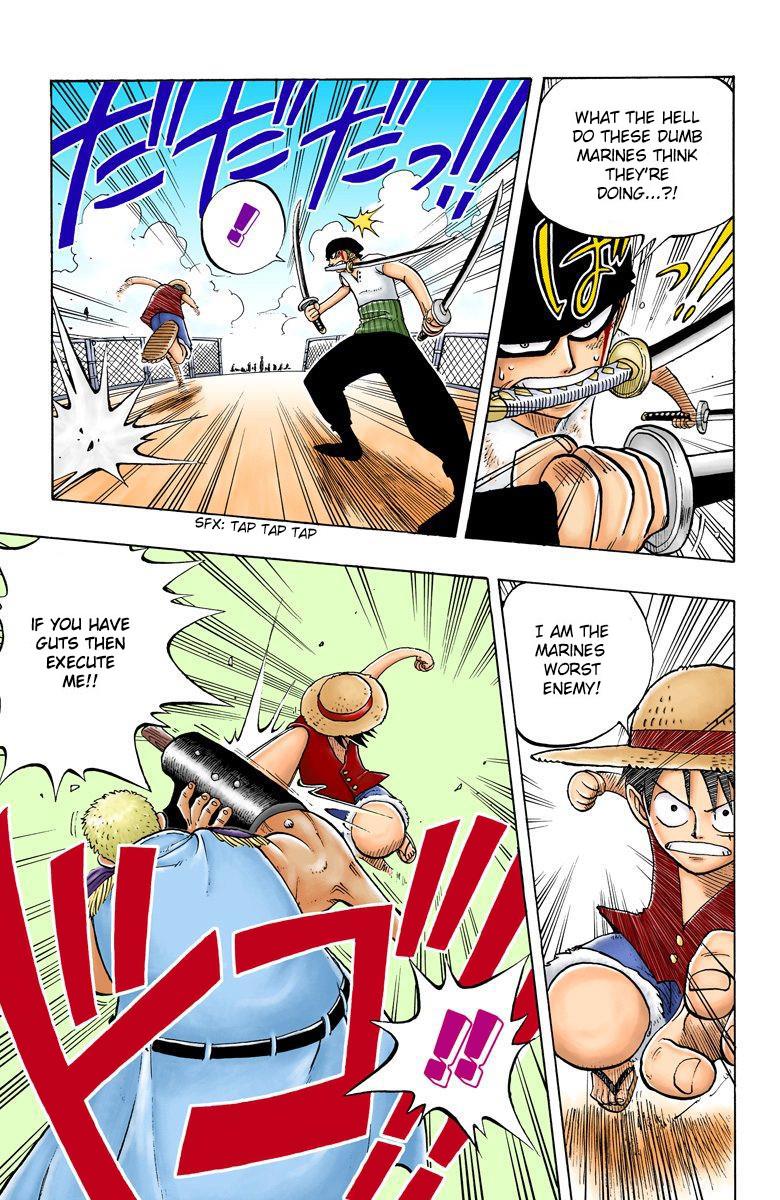 WHAT THE HELL
DO THESE DUMB
MARINES THINK
THEY'RE
DOING...?!
ばっ!!
!
だだだだっ!!
SFX: TAP TAP TAP
I AM THE
MARINES
WORST
ENEMY!
IF YOU HAVE
GUTS THEN
EXECUTE
ME!!
ドゴ
!!